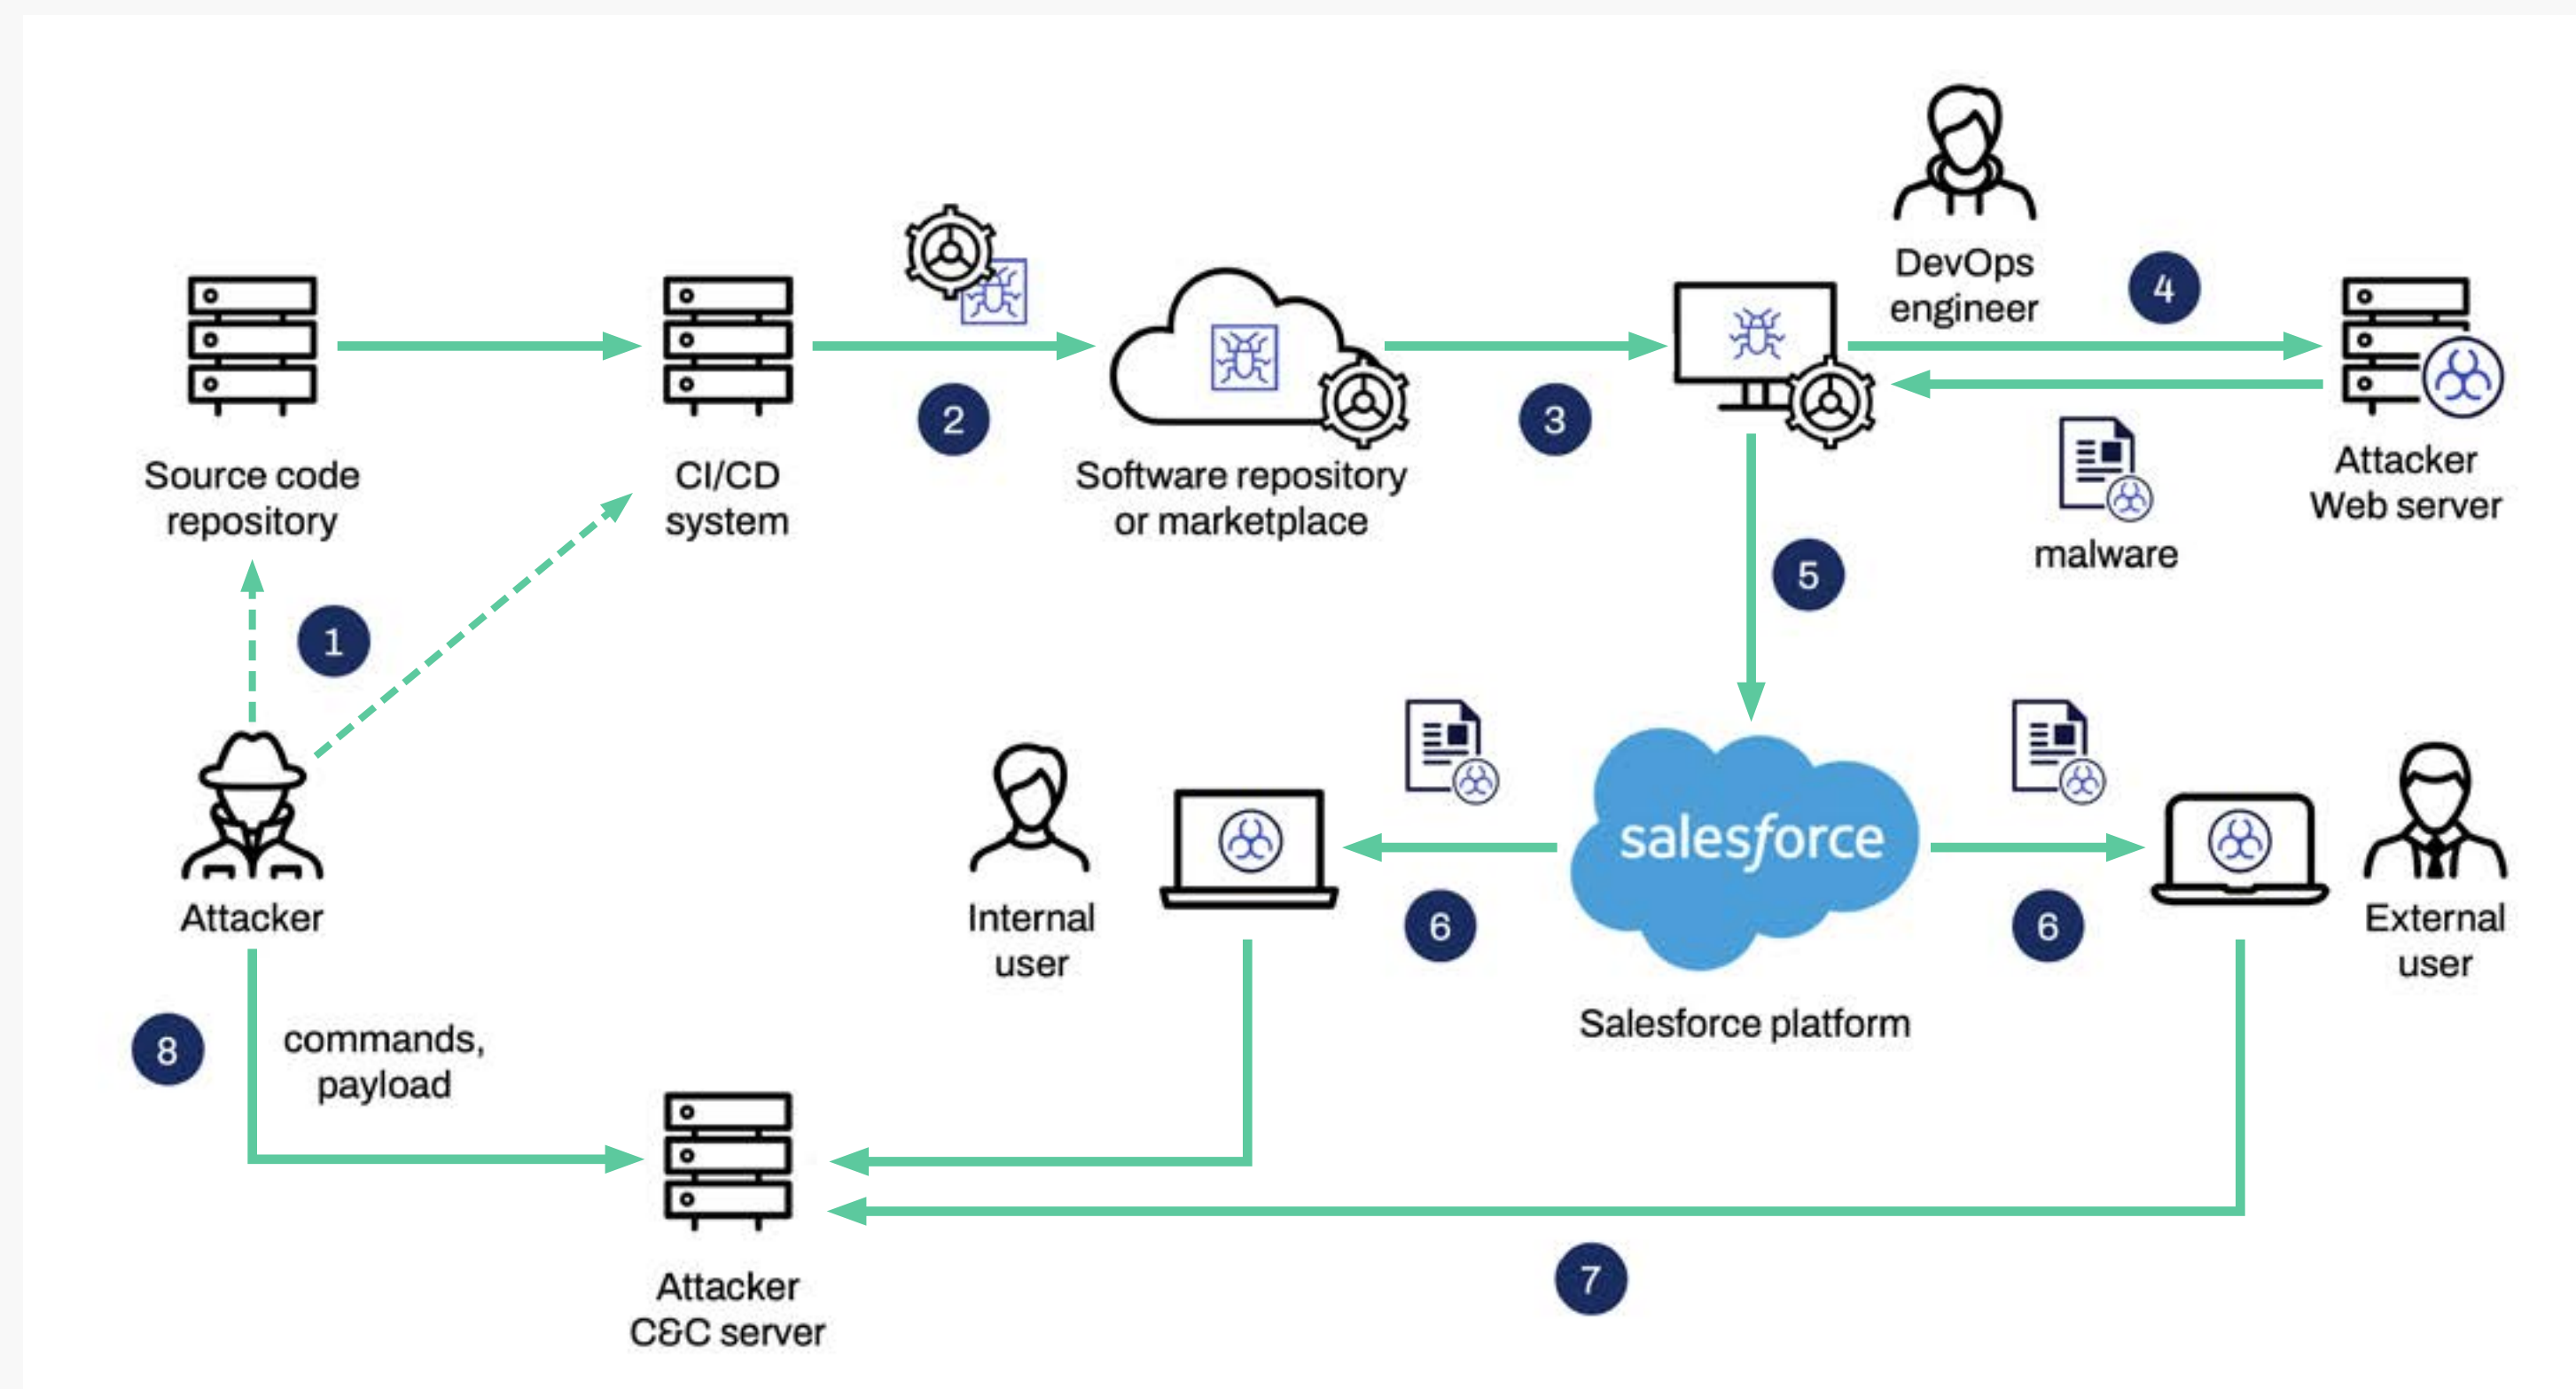 DevOps
engineer
4
2
3
Source code
repository
CI/CD
system
Software repository
or marketplace
Attacker
Web server
malware
5
1
salesforce
Attacker
Internal
user
6
6
External
user
Salesforce platform
8
commands,
payload
Attacker
C&C server
7